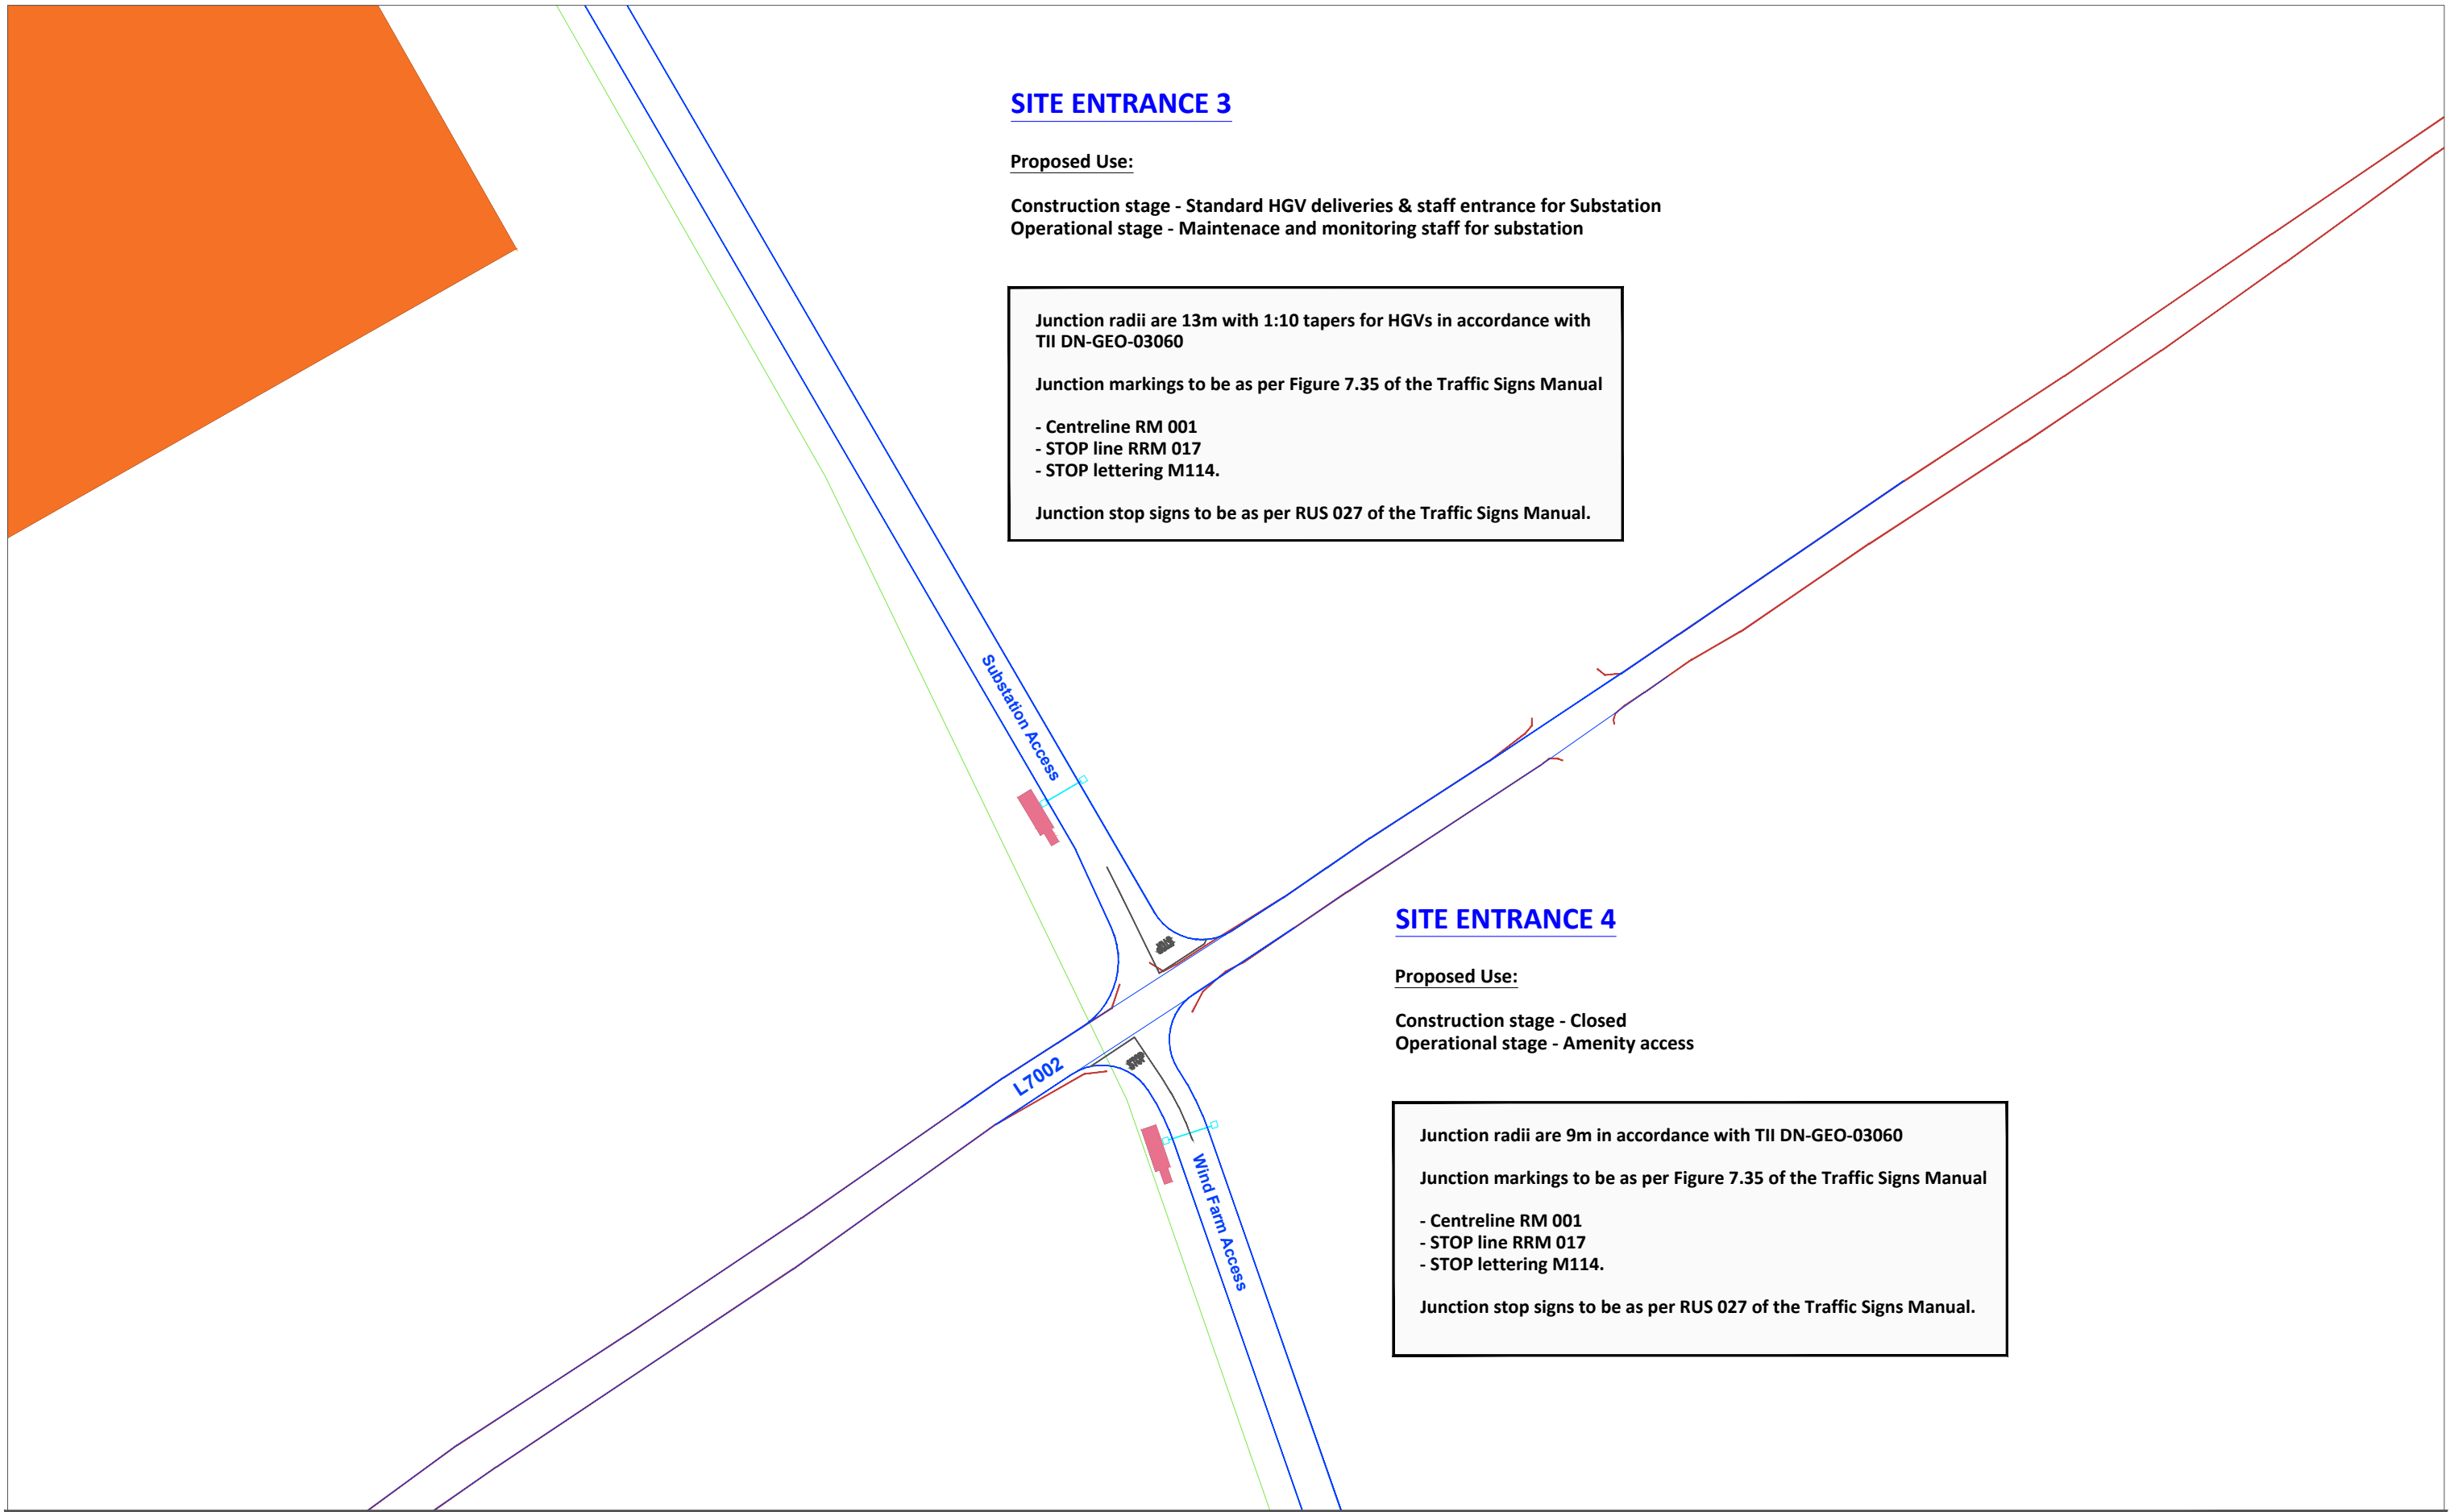 SITE ENTRANCE 3
Proposed Use:
Construction stage - Standard HGV deliveries & staff entrance for Substation
Operational stage - Maintenace and monitoring staff for substation
Junction radii are 13m with 1:10 tapers for HGVs in accordance with
TII DN-GEO-03060
Junction markings to be as per Figure 7.35 of the Traffic Signs Manual
- Centreline RM 001
- STOP line RRM 017
- STOP lettering M114.
Junction stop signs to be as per RUS 027 of the Traffic Signs Manual.
Substation Access
L7002
STOP
Wind Farm Access
SITE ENTRANCE 4
Proposed Use:
Construction stage - Closed
Operational stage - Amenity access
Junction radii are 9m in accordance with TII DN-GEO-03060
Junction markings to be as per Figure 7.35 of the Traffic Signs Manual
- Centreline RM 001
- STOP line RRM 017
- STOP lettering M114.
Junction stop signs to be as per RUS 027 of the Traffic Signs Manual.